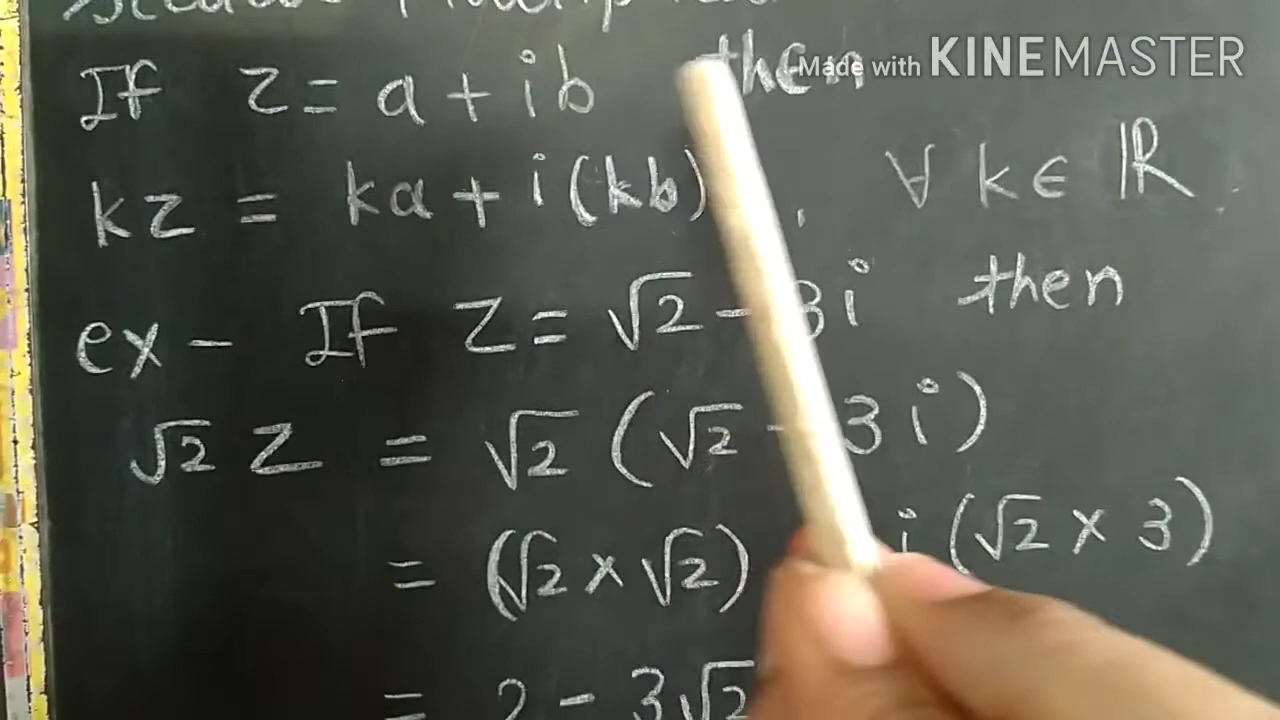 If z = a + ib then
Made with KINEMASTER
kz = ka + i(kb), ∀ k ∈ ℝ.
ex - If z = √2 - 3i then
√2 z = √2 (√2 - 3i)
= (√2 × √2) i (√2 × 3)
= 2 - 3√2